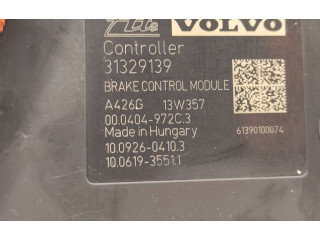 Ate VOLVO
Controller
31329139
BRAKE CONTROL MODULE
A426G 13W357
00.0404-972C.3
Made in Hungary 61390100074
10.0926-0410.3
10.0619-3551.1